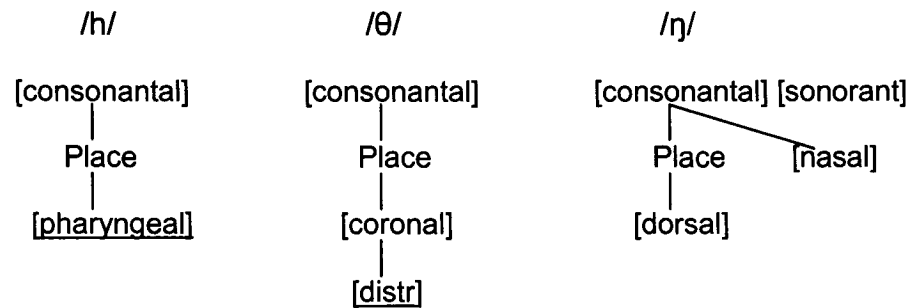 /h/ /θ/ /ŋ/
[consonantal] [consonantal] [consonantal] [sonorant]
Place Place Place [nasal]
[pharyngeal] [coronal] [dorsal]
[distr]